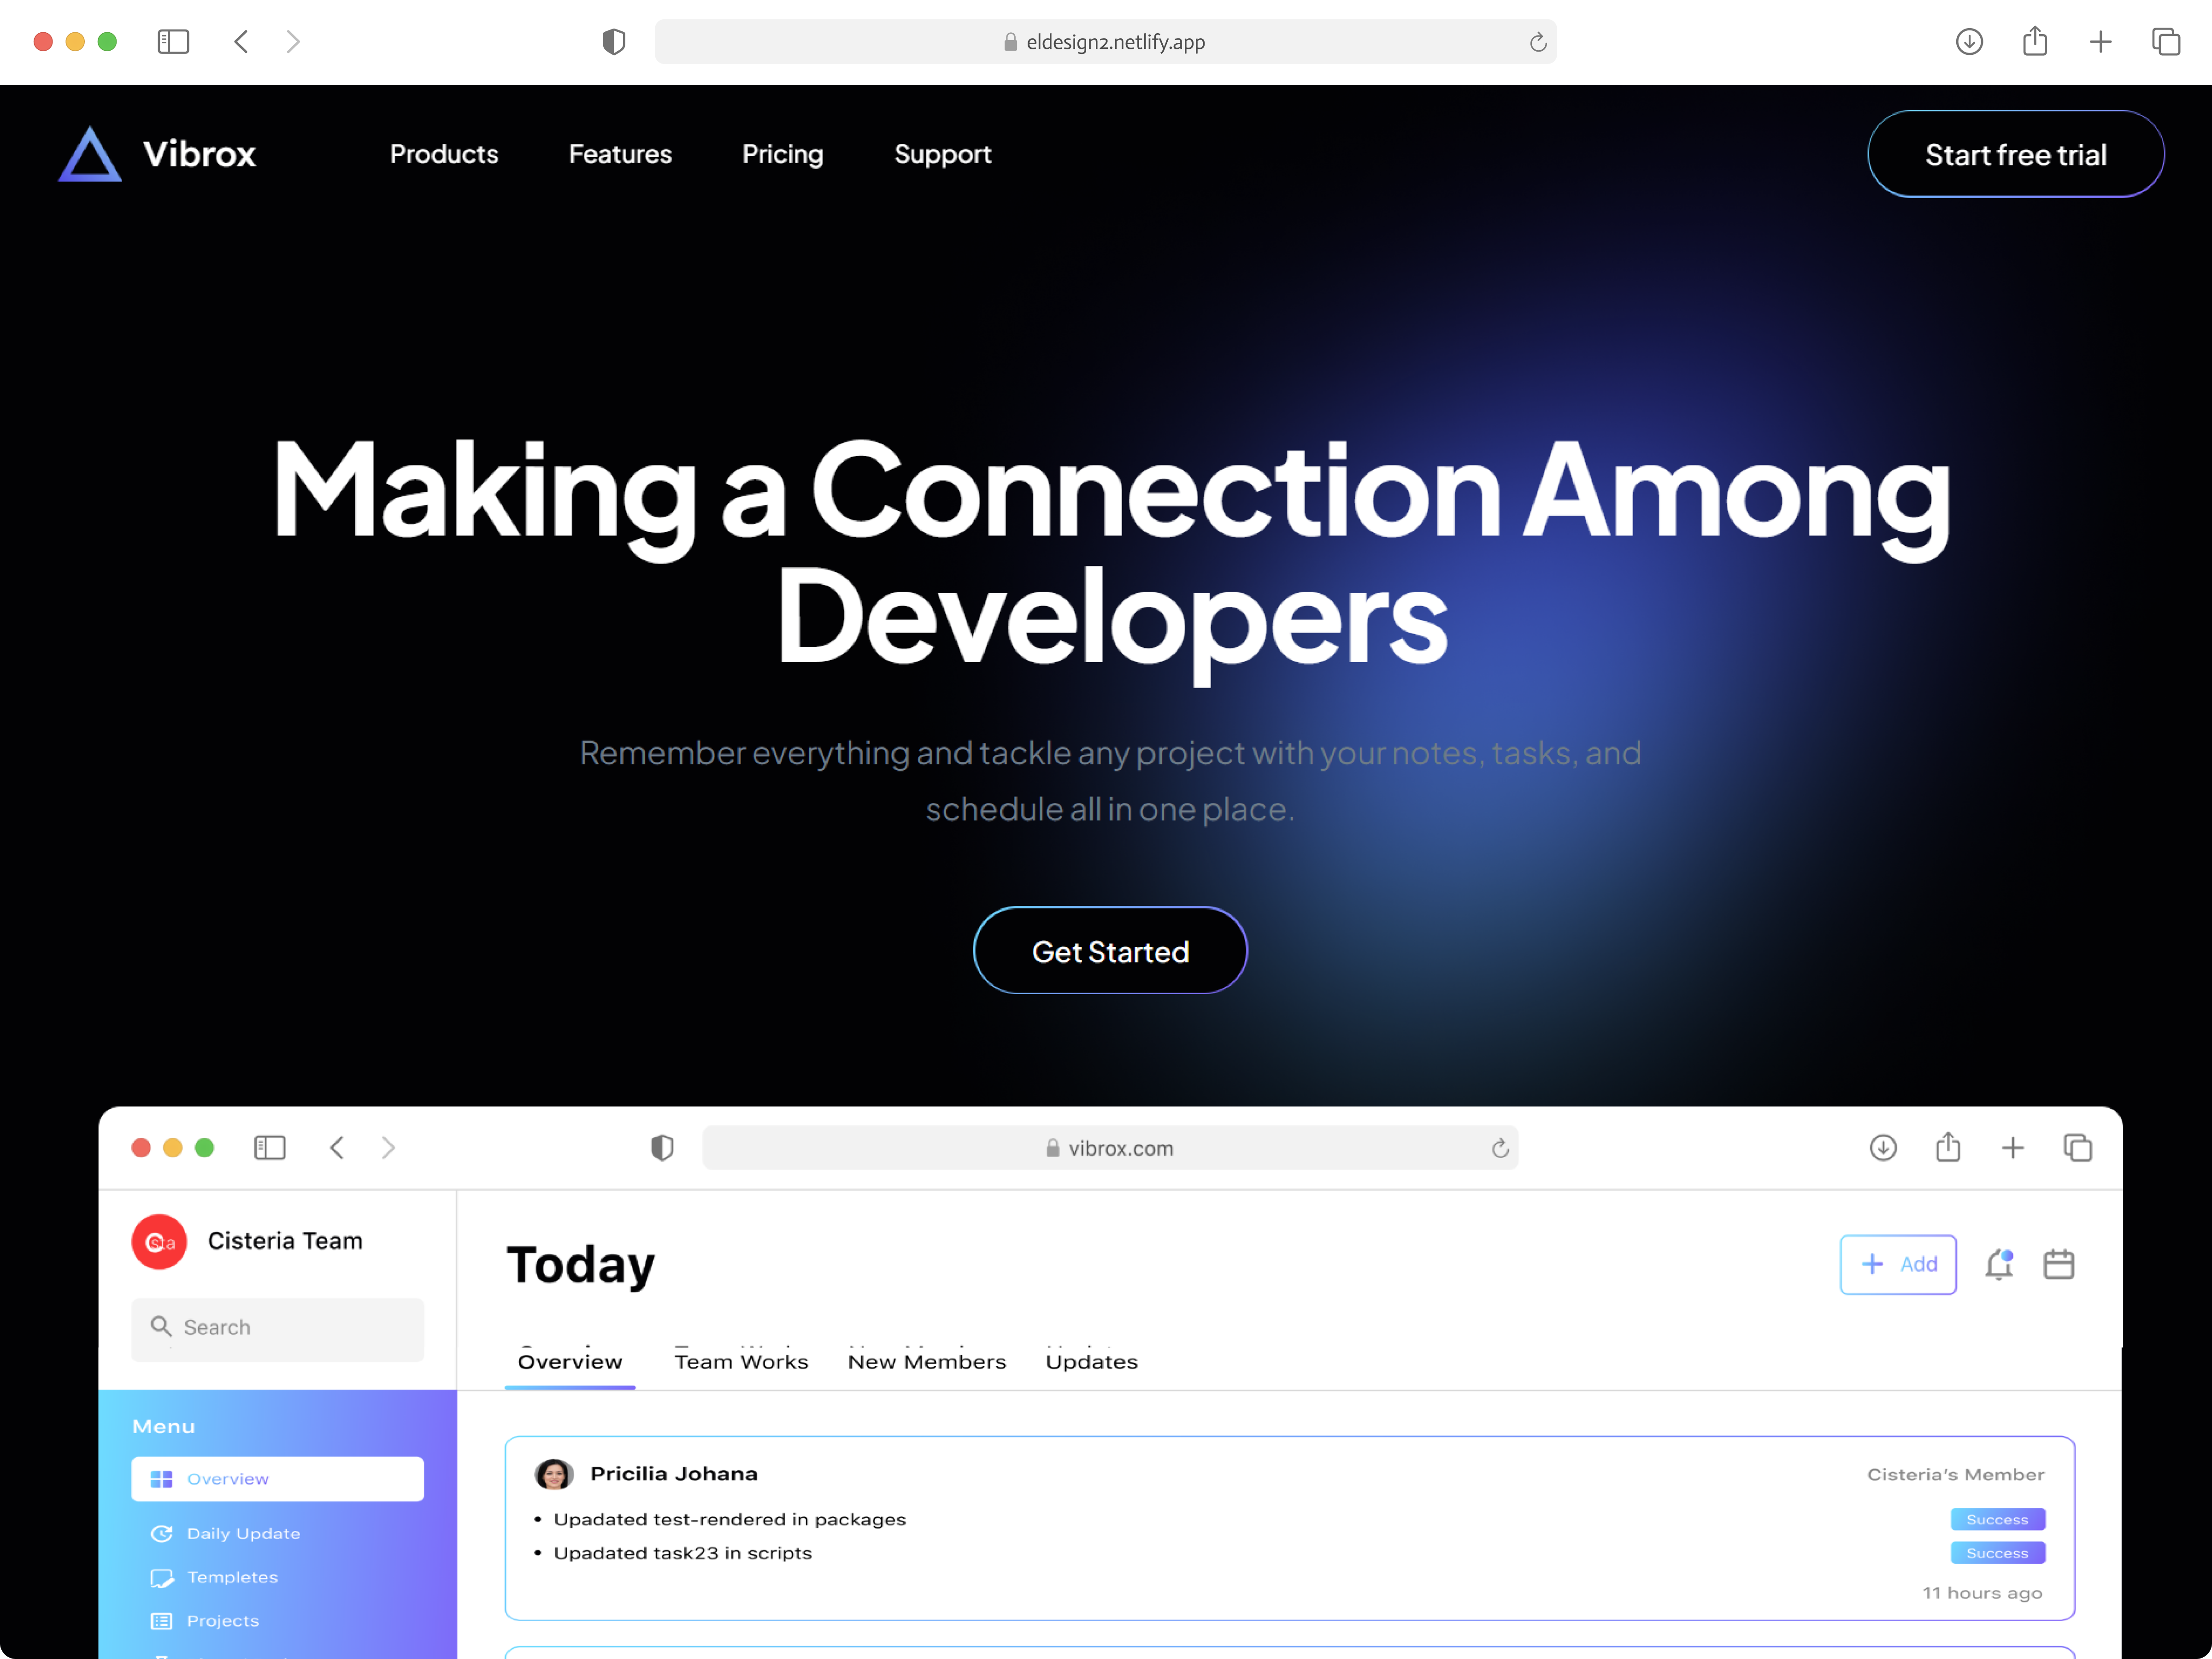 eldesign2.netlify.app
Vibrox
Products
Features
Pricing
Support
Start free trial
Making a Connection Among
Developers
Remember everything and tackle any project with your notes, tasks, and
schedule all in one place.
Get Started
vibrox.com
Cisteria Team
Search
Today
Add
Overview
Team Works
New Members
Updates
Menu
Overview
Daily Update
Templetes
Projects
Pricilia Johana
Cisteria's Member
• Upadated test-rendered in packages
Success
• Upadated task23 in scripts
Success
11 hours ago